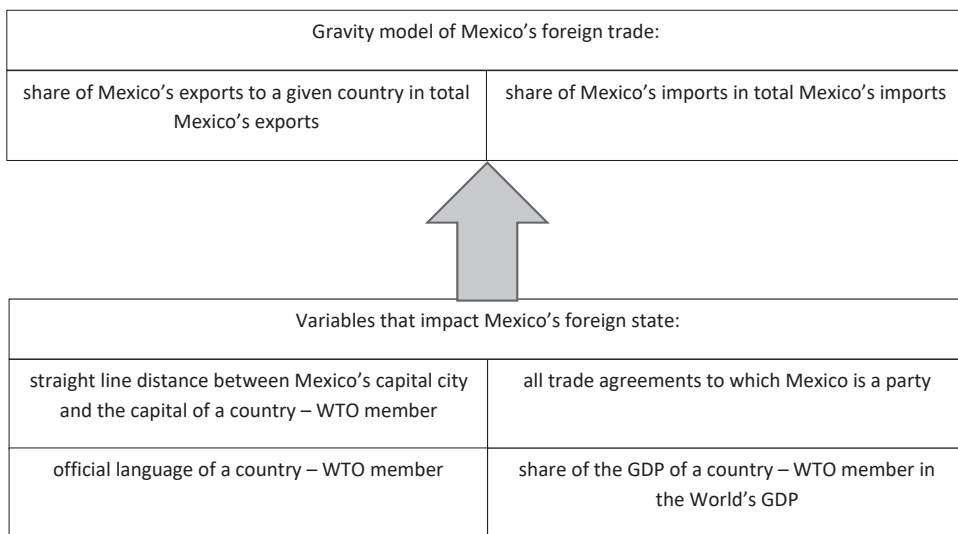 Gravity model of Mexico’s foreign trade:
share of Mexico’s exports to a given country in total
Mexico’s exports
share of Mexico’s imports in total Mexico’s imports
Variables that impact Mexico’s foreign state:
straight line distance between Mexico’s capital city
and the capital of a country – WTO member
all trade agreements to which Mexico is a party
official language of a country – WTO member
share of the GDP of a country – WTO member in
the World’s GDP